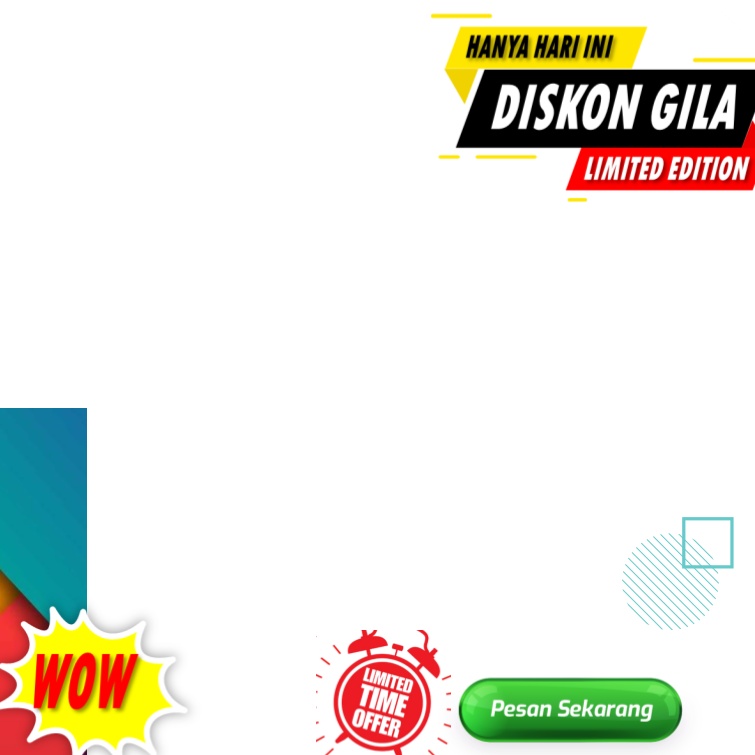 HANYA HARI INI
DISKON GILA
LIMITED EDITION
WOW
LIMITED
TIME
OFFER
Pesan Sekarang